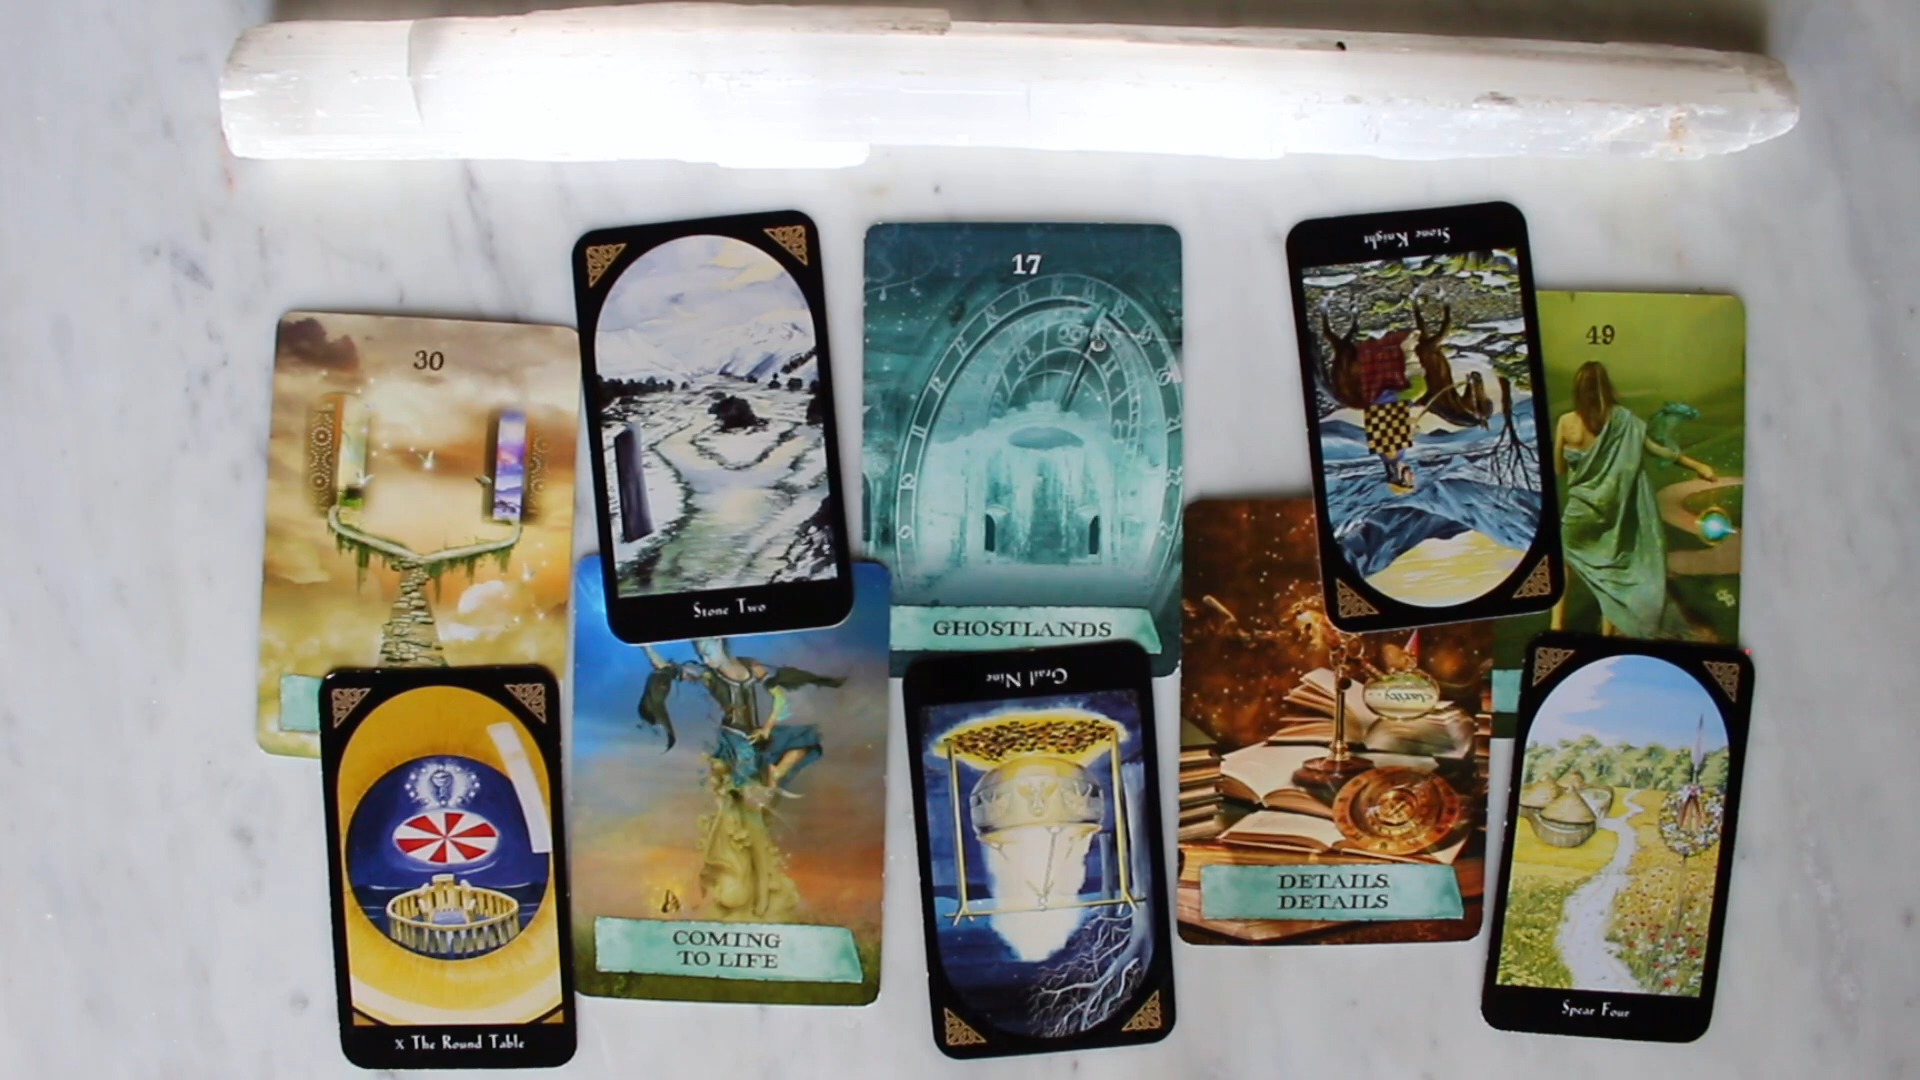 30
Stone Two
17
GHOSTLANDS
Stone Knight
49
X The Round Table
COMING
TO LIFE
Grail Nine
clarity
DETAILS
DETAILS
Spear Four